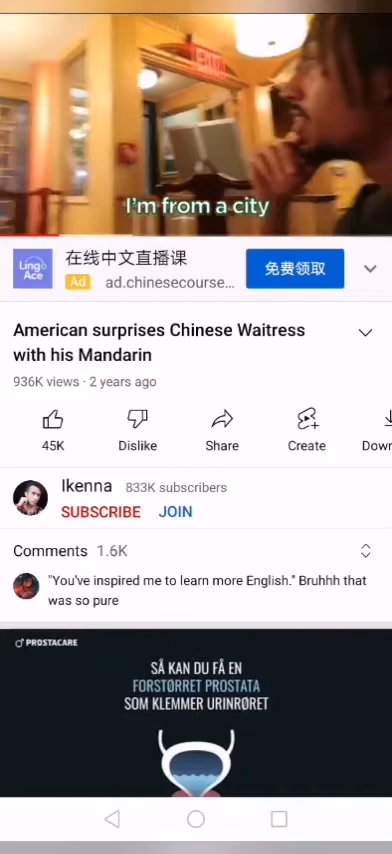 I'm from a city
Ling
Ace
在线中文直播课
Ad ad.chinesecourse...
免费领取
American surprises Chinese Waitress
with his Mandarin
936K views · 2 years ago
45K
Dislike
Share
Create
Down
Ikenna 833K subscribers
SUBSCRIBE JOIN
Comments 1.6K
"You've inspired me to learn more English." Bruhhh that
was so pure
PROSTACARE
SÅ KAN DU FÅ EN
FORSTØRRET PROSTATA
SOM KLEMMER URINRØRET